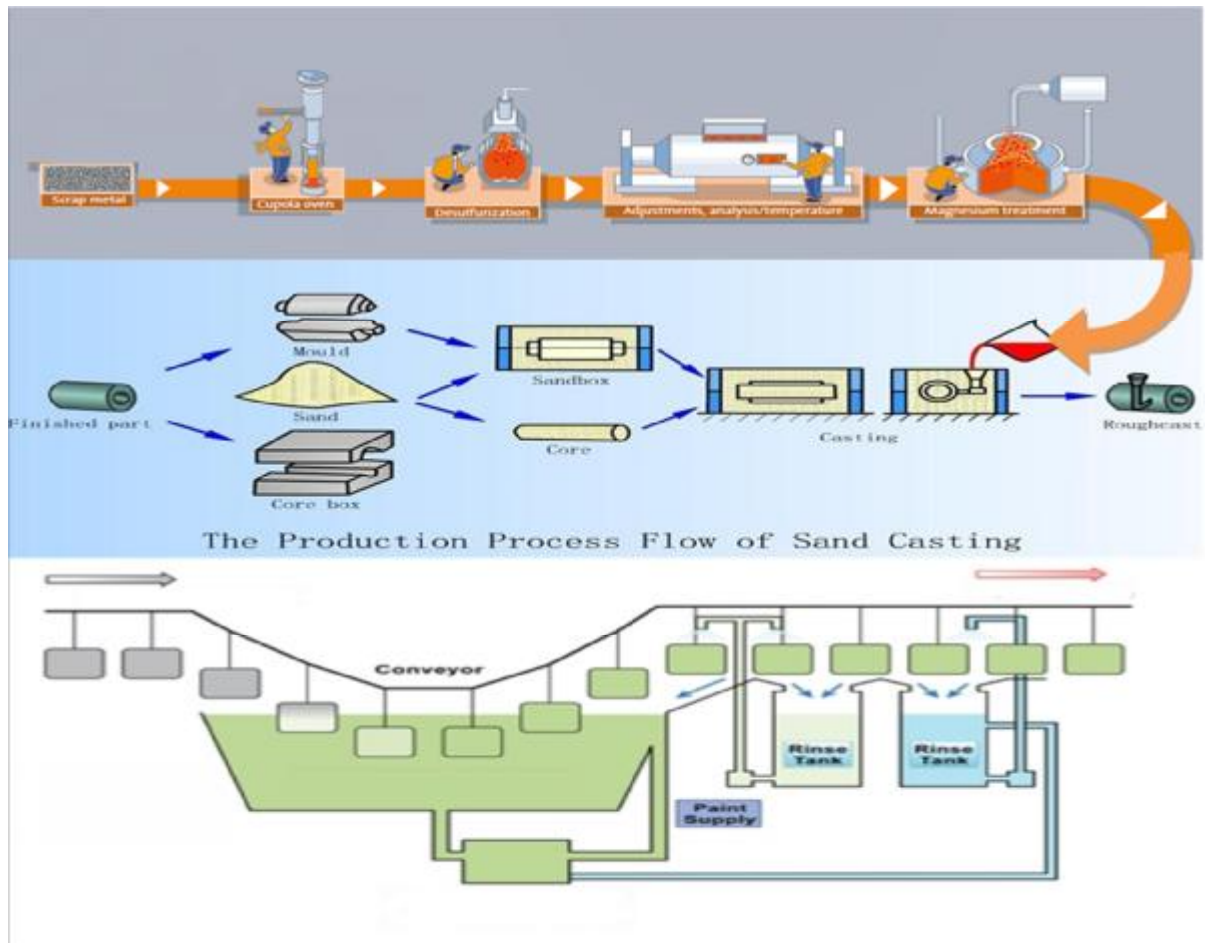 Scrap metal
Cupola oven
Desulfurization
Adjustments, analysis/temperature
Magnesium treatment
Mould
Sandbox
Finished part
Sand
Core
Casting
Roughcast
Core box
The Production Process Flow of Sand Casting
Conveyor
Rinse
Tank
Rinse
Tank
Paint
Supply